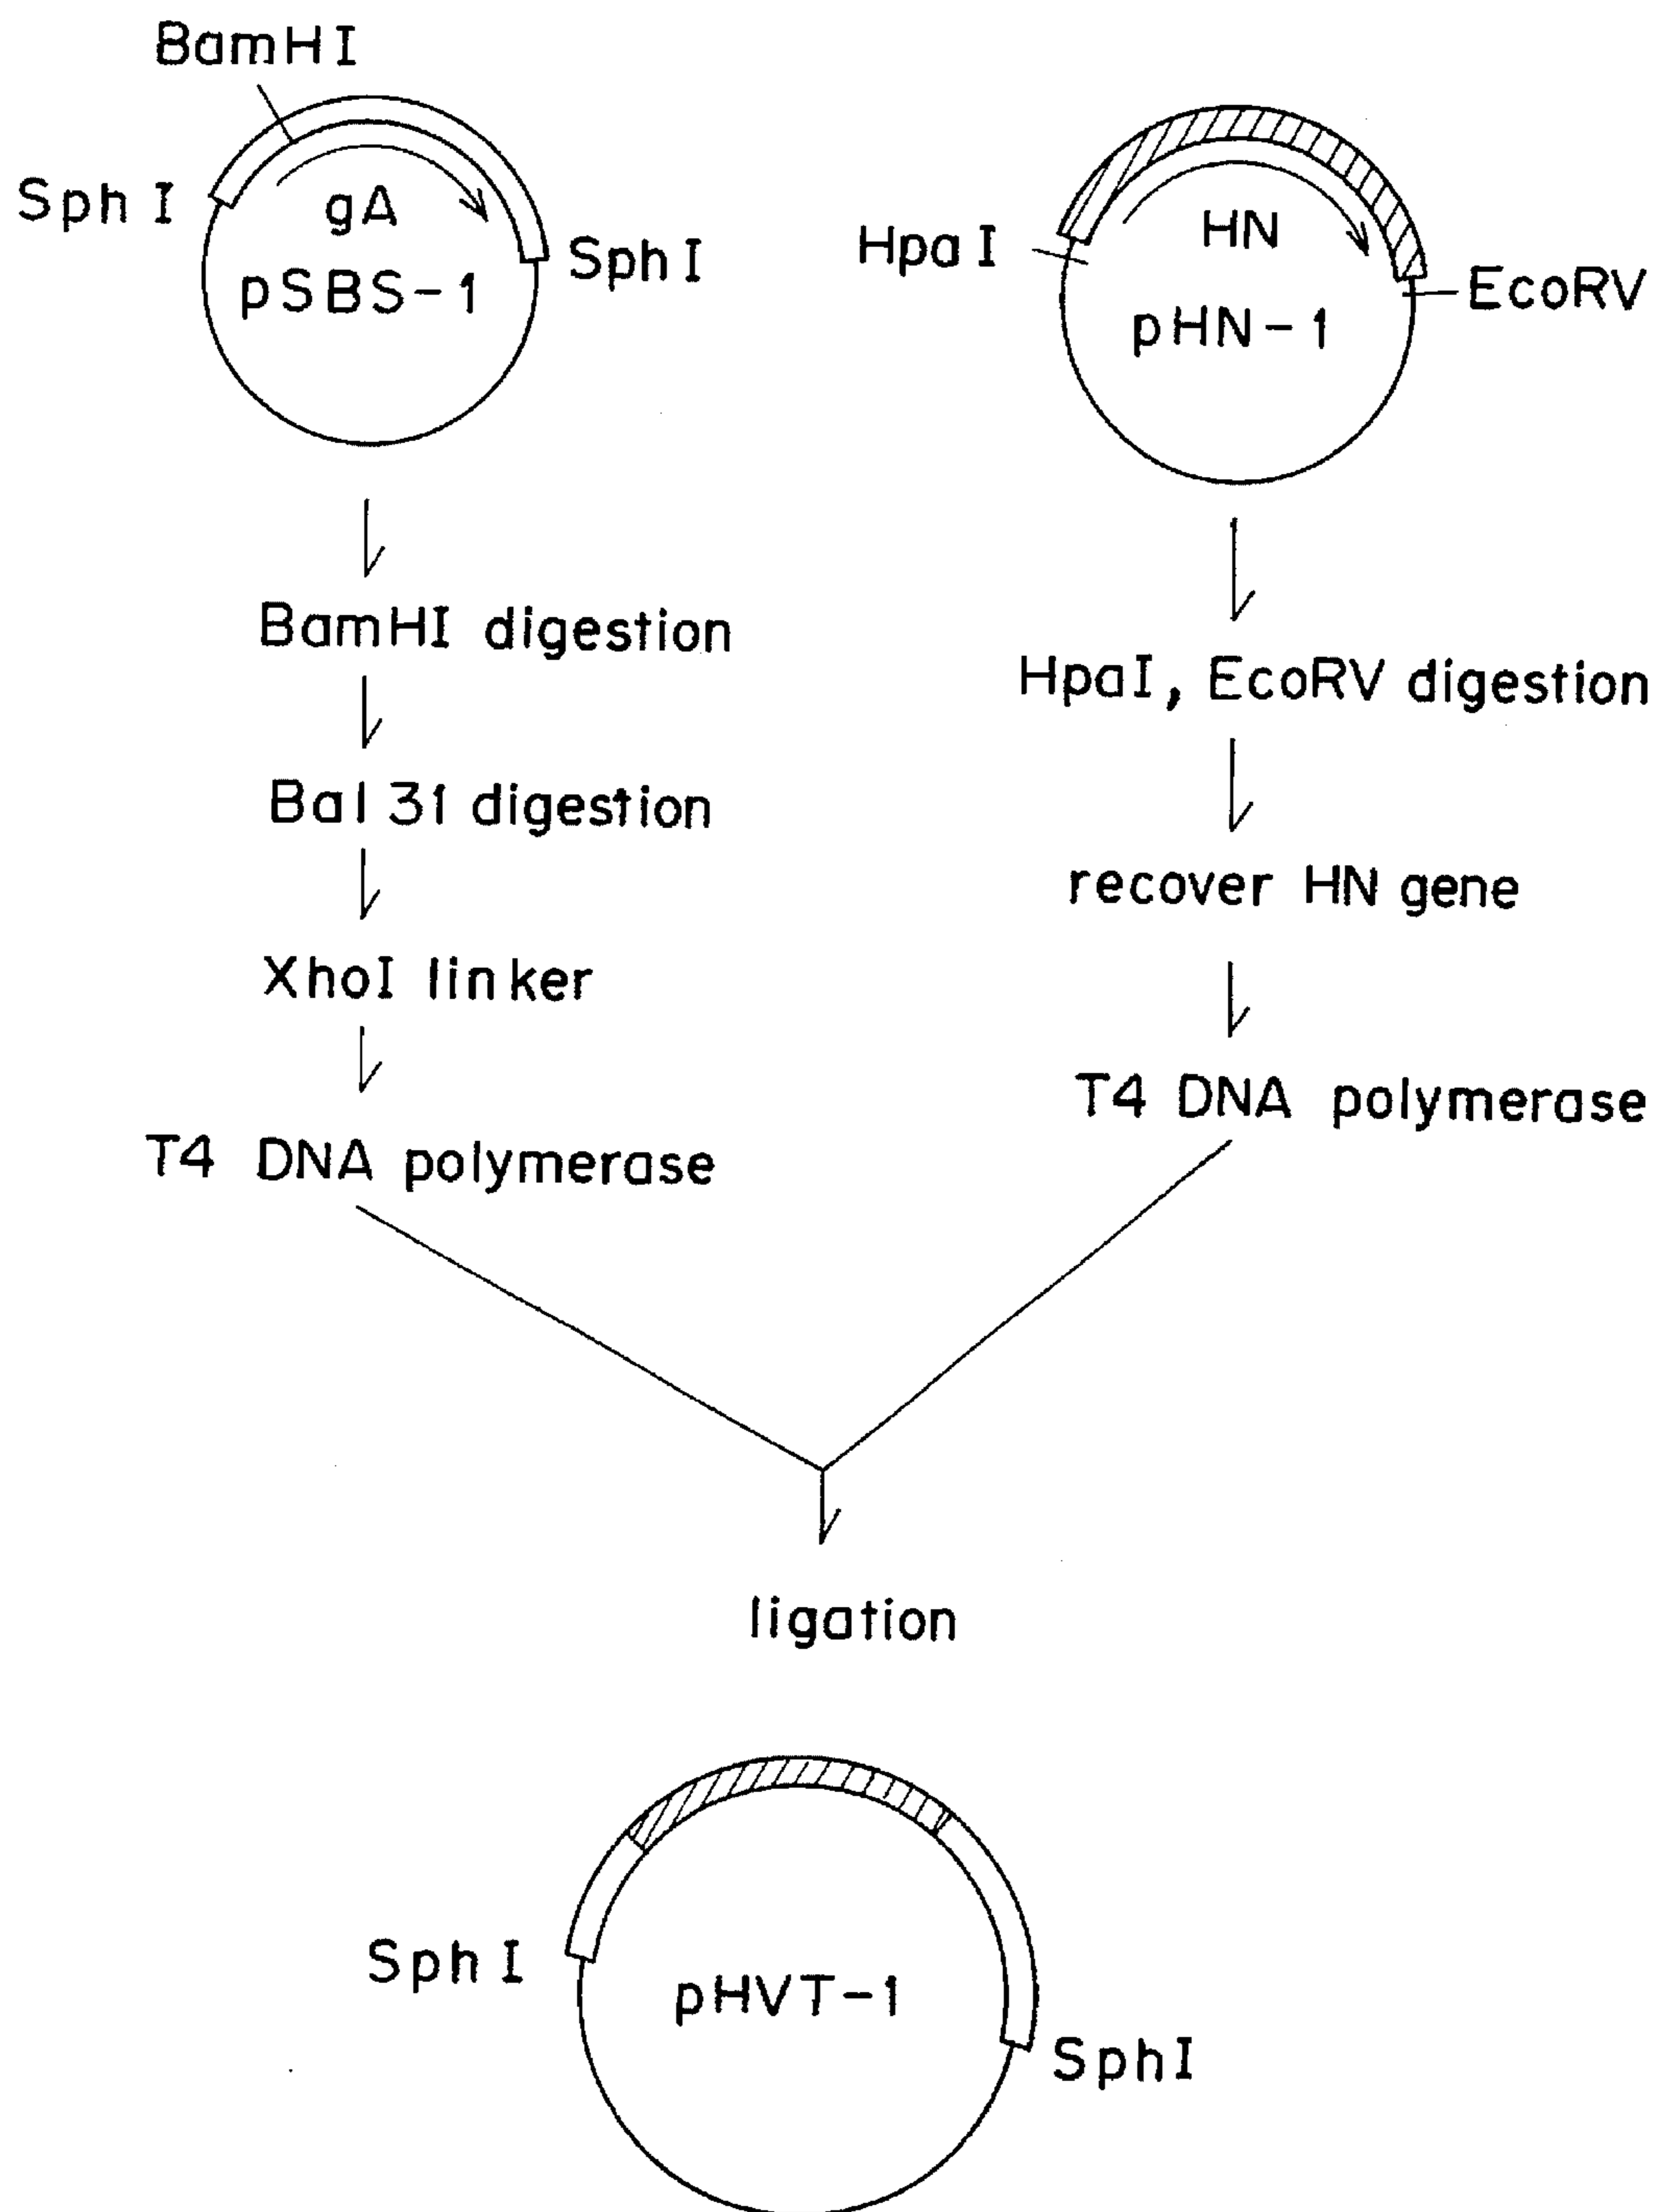 BamHI
SphI
gA
pSBS-1
SphI
BamHI digestion
Bal 31 digestion
XhoI linker
T4 DNA polymerase
HpaI
HN
pHN-1
EcoRV
HpaI, EcoRV digestion
recover HN gene
T4 DNA polymerase
ligation
SphI
pHVT-1
SphI